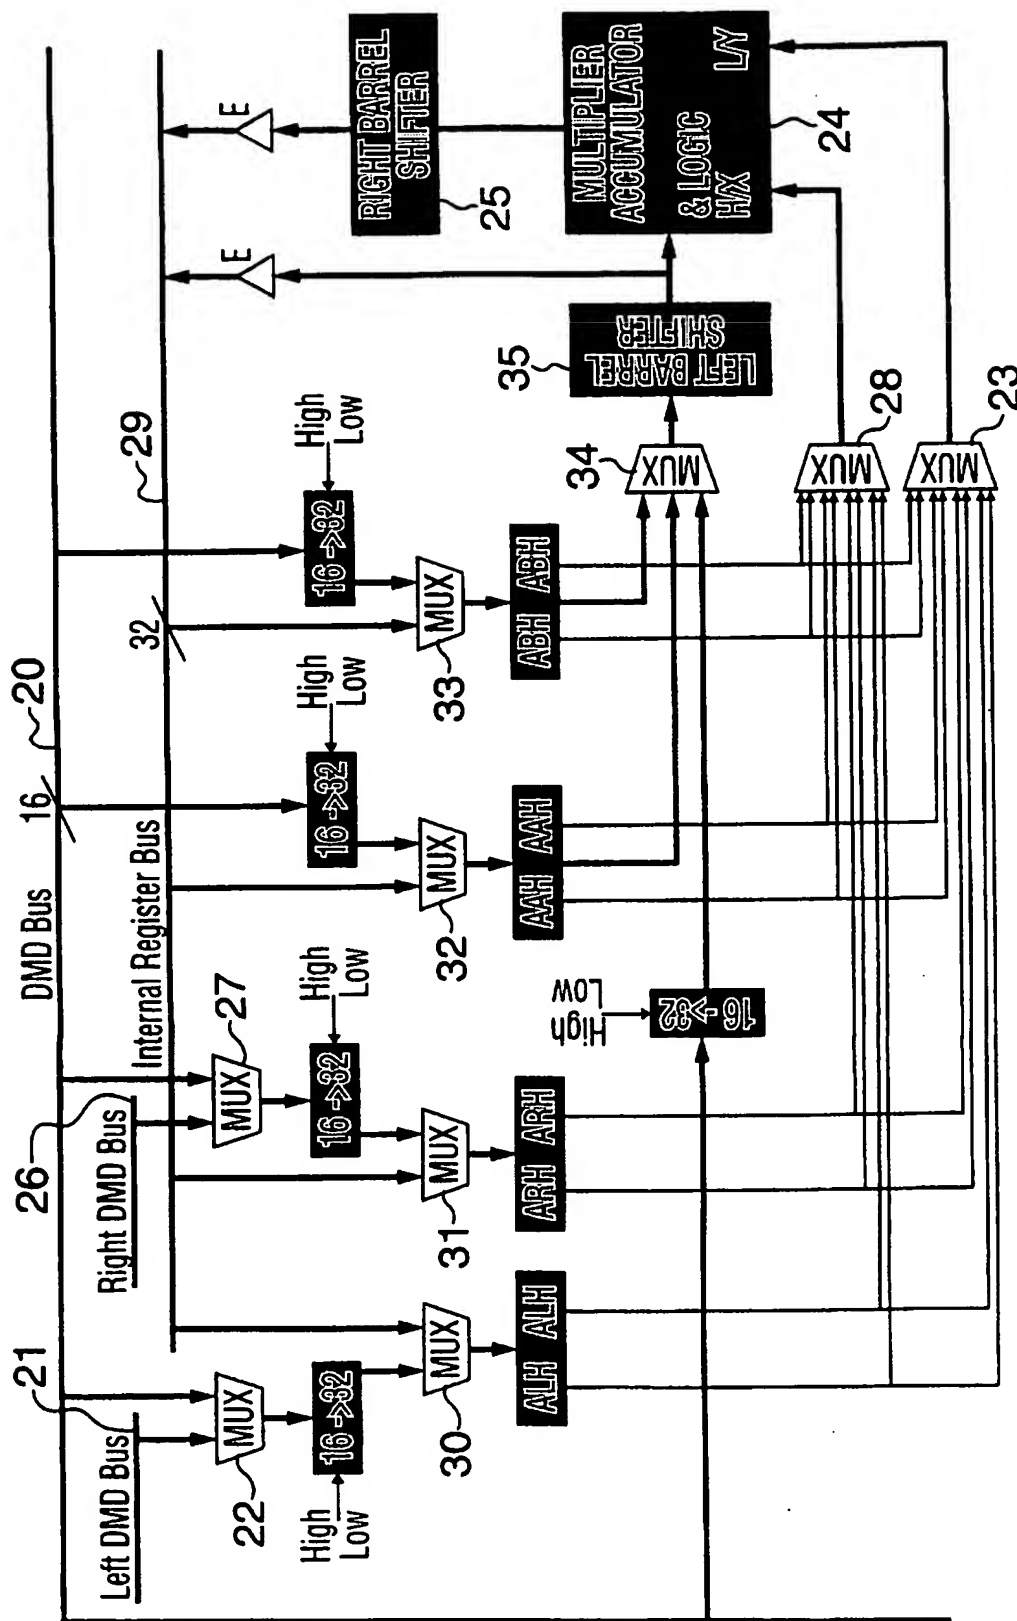 DMD Bus
16
20
Left DMD Bus
21
Right DMD Bus
26
Internal Register Bus
32
29
MUX
22
MUX
27
High
Low
16->32
16->32
High
Low
16->32
High
Low
16->32
High
Low
MUX
30
MUX
31
MUX
32
MUX
33
ALH ALH
ARH ARH
AAH AAH
ABH ABH
High
Low
16->32
MUX
34
LEFT BARREL
SHIFTER
35
E
E
RIGHT BARREL
SHIFTER
25
MULTIPLIER
ACCUMULATOR
& LOGIC
H/X L/Y
24
MUX
28
MUX
23